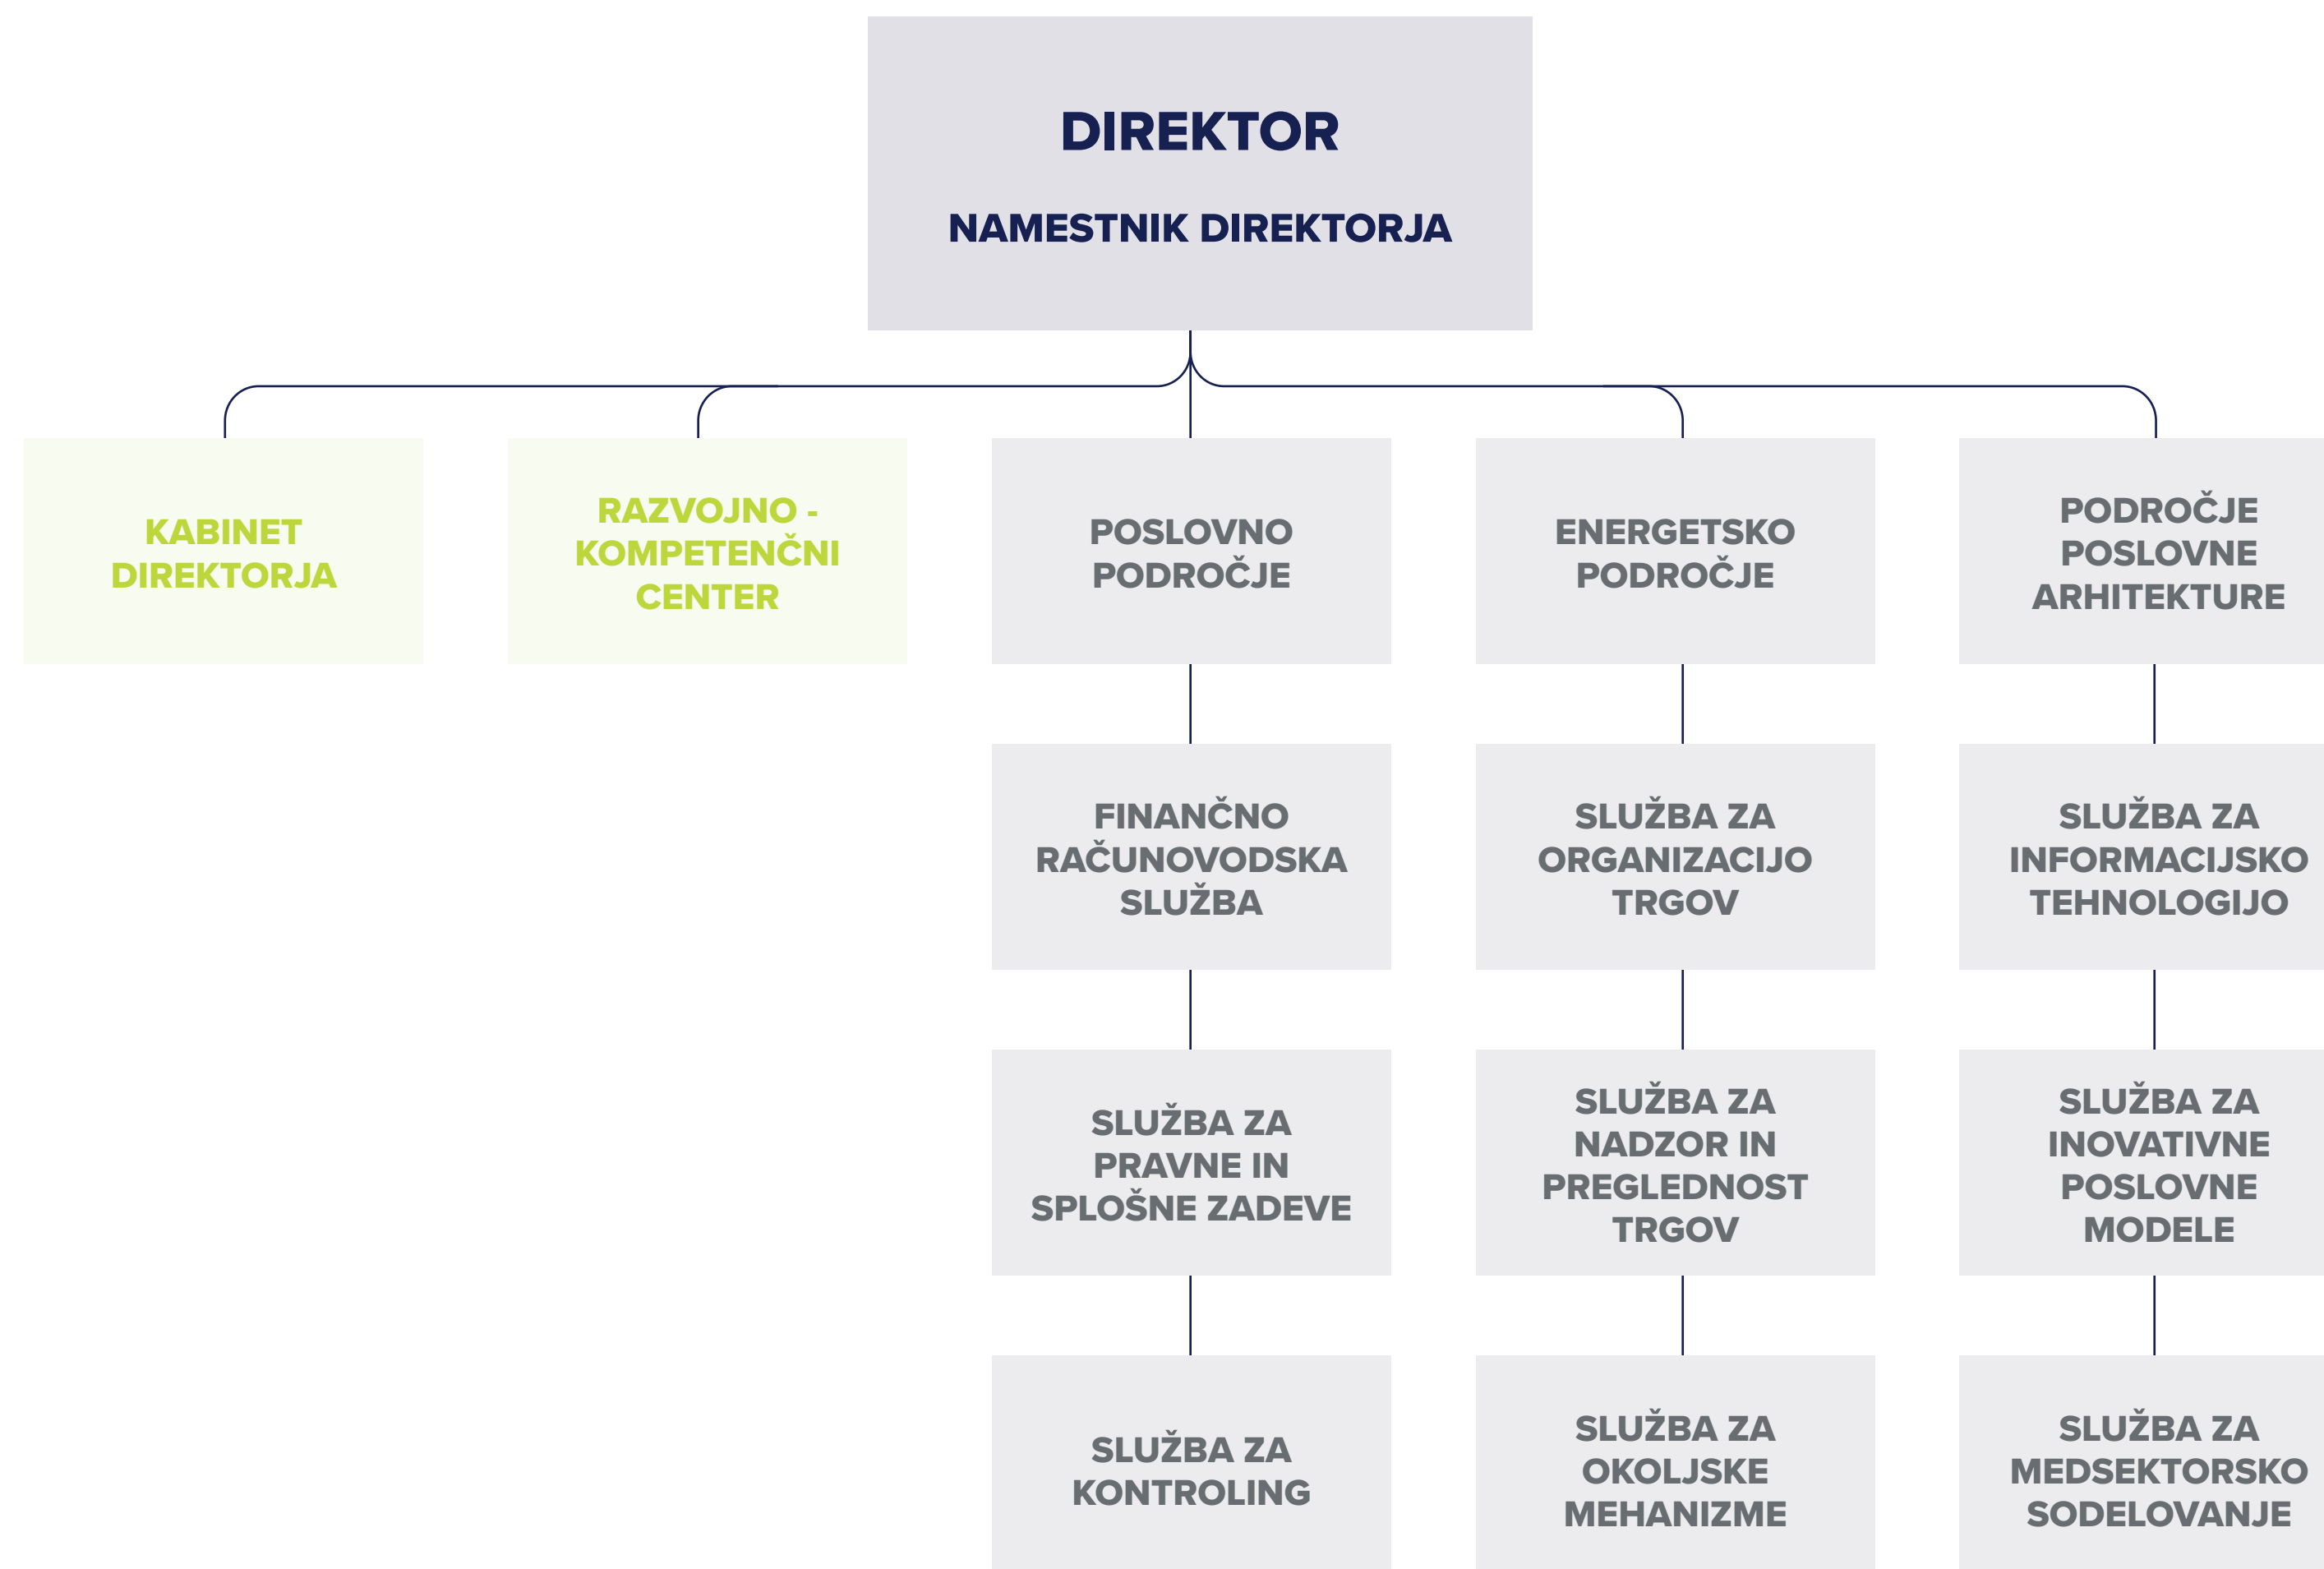 DIREKTOR
NAMESTNIK DIREKTORJA
KABINET
DIREKTORJA
RAZVOJNO -
KOMPETENČNI
CENTER
POSLOVNO
PODROČJE
ENERGETSKO
PODROČJE
PODROČJE
POSLOVNE
ARHITEKTURE
FINANČNO
RAČUNOVODSKA
SLUŽBA
SLUŽBA ZA
ORGANIZACIJO
TRGOV
SLUŽBA ZA
INFORMACIJSKO
TEHNOLOGIJO
SLUŽBA ZA
PRAVNE IN
SPLOŠNE ZADEVE
SLUŽBA ZA
NADZOR IN
PREGLEDNOST
TRGOV
SLUŽBA ZA
INOVATIVNE
POSLOVNE
MODELE
SLUŽBA ZA
KONTROLING
SLUŽBA ZA
OKOLJSKE
MEHANIZME
SLUŽBA ZA
MEDSEKTORSKO
SODELOVANJE